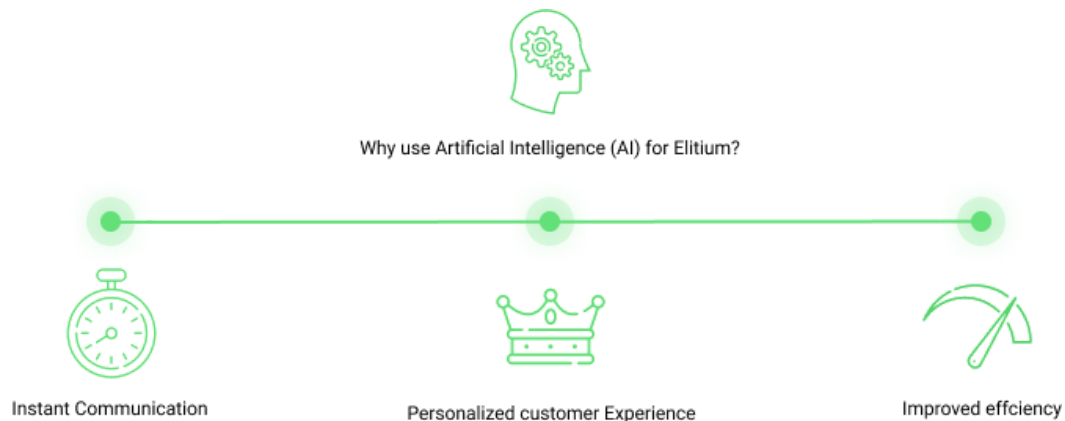 Why use Artificial Intelligence (AI) for Elitium?
Instant Communication
Personalized customer Experience
Improved effciency